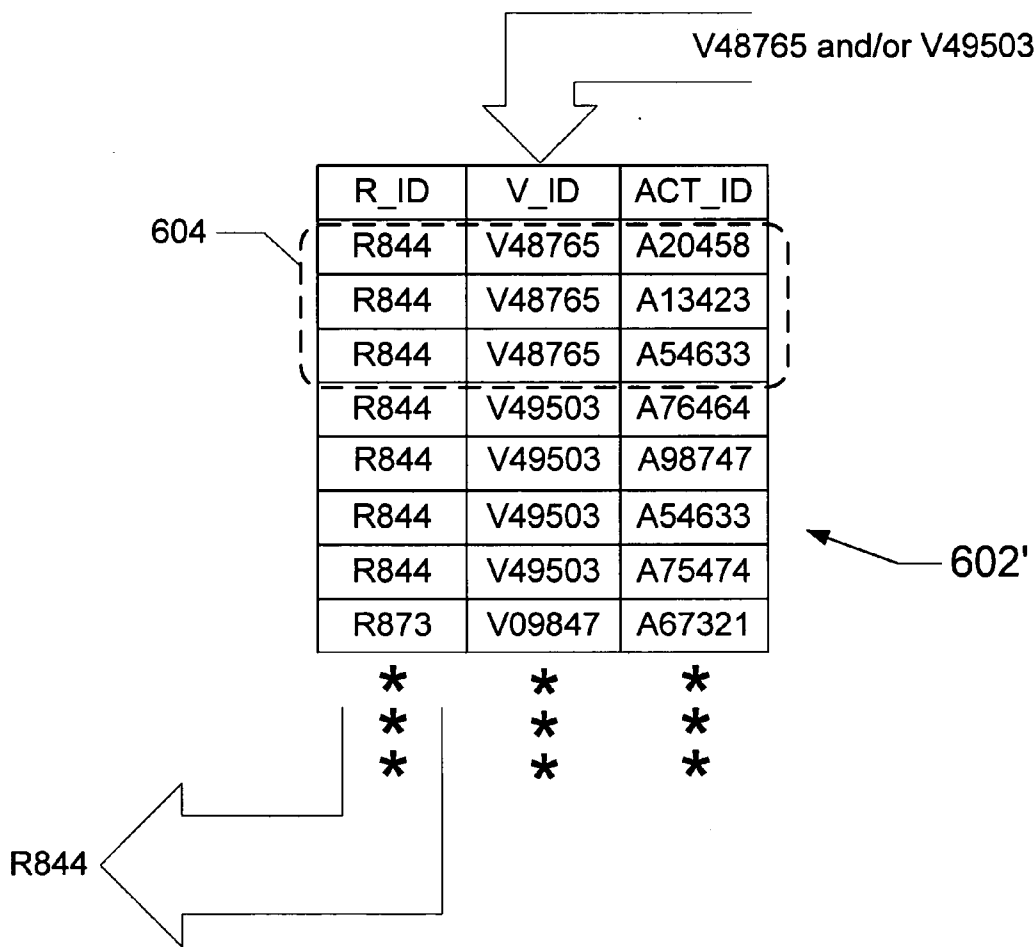 V48765 and/or V49503
R_ID V_ID ACT_ID
604
R844 V48765 A20458
R844 V48765 A13423
R844 V48765 A54633
R844 V49503 A76464
R844 V49503 A98747
R844 V49503 A54633
R844 V49503 A75474
602'
R873 V09847 A67321
* * *
* * *
* * *
R844